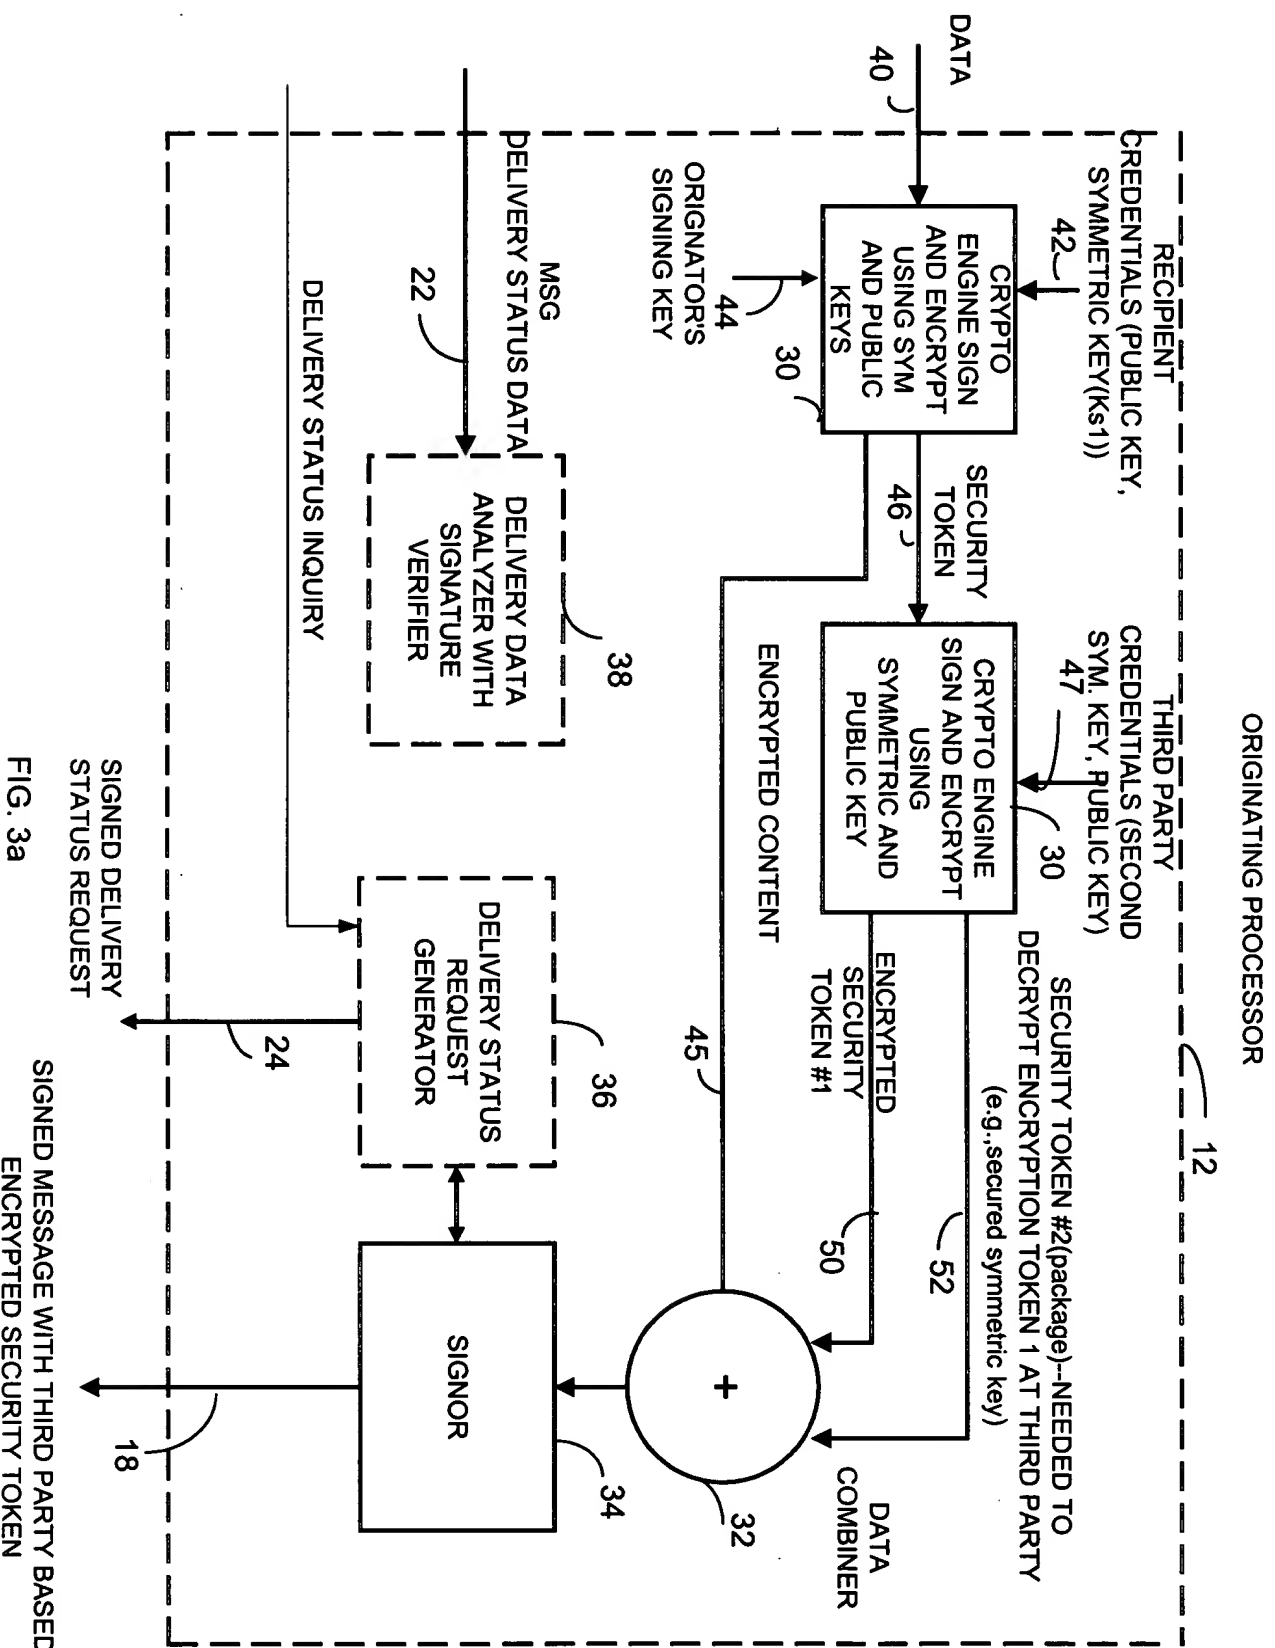 ORIGINATING PROCESSOR
12
DATA
40
RECIPIENT
CREDENTIALS (PUBLIC KEY,
SYMMETRIC KEY(Ks1))
42
CRYPTO
ENGINE SIGN
AND ENCRYPT
USING SYM
AND PUBLIC
KEYS
30
44
ORIGNATOR'S
SIGNING KEY
SECURITY
TOKEN
46
THIRD PARTY
CREDENTIALS (SECOND
SYM. KEY, PUBLIC KEY)
47
30
CRYPTO ENGINE
SIGN AND ENCRYPT
USING
SYMMETRIC AND
PUBLIC KEY
SECURITY TOKEN #2(package)--NEEDED TO
DECRYPT ENCRYPTION TOKEN 1 AT THIRD PARTY
(e.g.,secured symmetric key)
52
ENCRYPTED
SECURITY
TOKEN #1
50
ENCRYPTED CONTENT
45
DATA
COMBINER
+
32
MSG
DELIVERY STATUS DATA
22
DELIVERY DATA
ANALYZER WITH
SIGNATURE
VERIFIER
38
DELIVERY STATUS INQUIRY
DELIVERY STATUS
REQUEST
GENERATOR
36
SIGNOR
34
24
SIGNED DELIVERY
STATUS REQUEST
18
SIGNED MESSAGE WITH THIRD PARTY BASED
ENCRYPTED SECURITY TOKEN
FIG. 3a